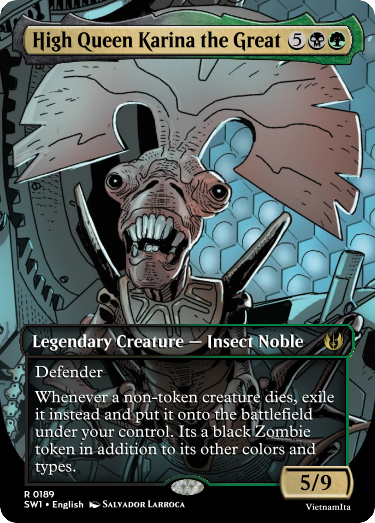 High Queen Karina the Great 5
Legendary Creature — Insect Noble
Defender
Whenever a non-token creature dies, exile
it instead and put it onto the battlefield
under your control. Its a black Zombie
token in addition to its other colors and
types.
5/9
R 0189
SW1 • English Salvador Larroca
VietnamIta